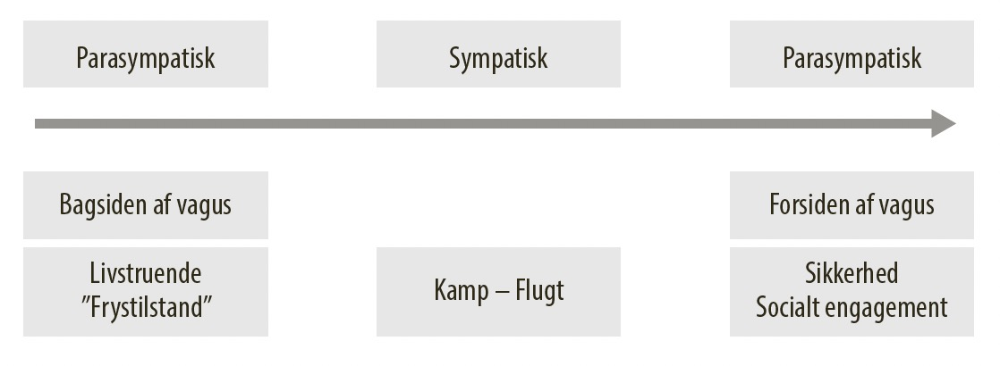 Parasympatisk
Sympatisk
Parasympatisk
Bagsiden af vagus
Forsiden af vagus
Livstruende
”Frystilstand”
Kamp – Flugt
Sikkerhed
Socialt engagement